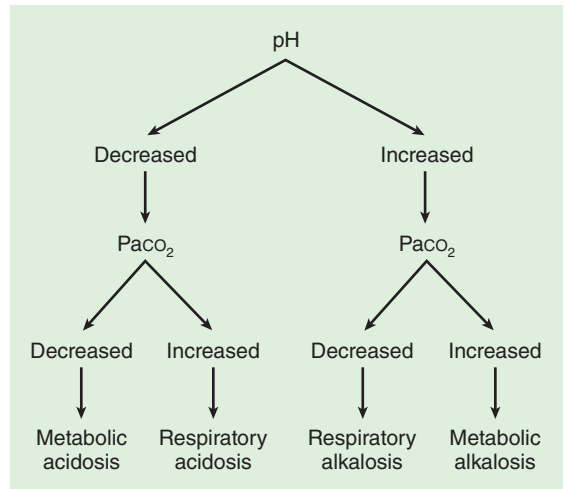 pH
Decreased Increased
Paco₂ Paco₂
Decreased Increased Decreased Increased
Metabolic Respiratory Respiratory Metabolic
acidosis acidosis alkalosis alkalosis